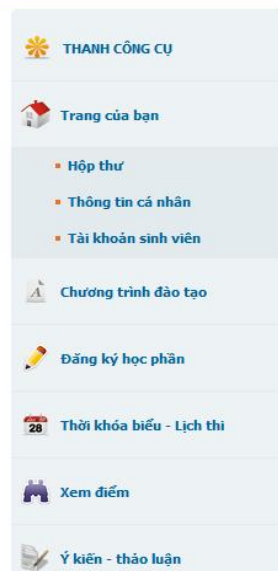 THANH CÔNG CỤ
Trang của bạn
Hộp thư
Thông tin cá nhân
Tài khoản sinh viên
A
Chương trình đào tạo
Đăng ký học phần
28
Thời khóa biểu - Lịch thi
Xem điểm
Ý kiến - thảo luận